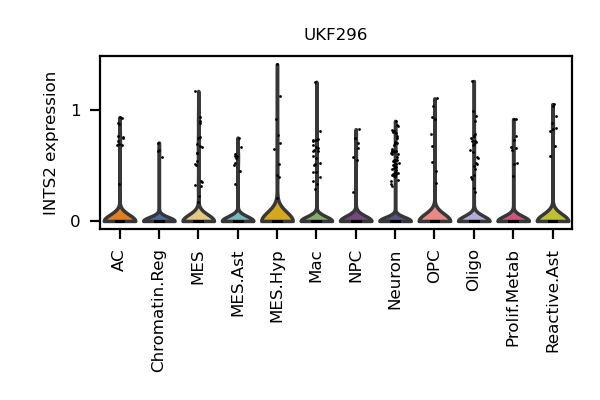 UKF296
INTS2 expression
1
0
AC
Chromatin.Reg
MES
MES.Ast
MES.Hyp
Mac
NPC
Neuron
OPC
Oligo
Prolif.Metab
Reactive.Ast